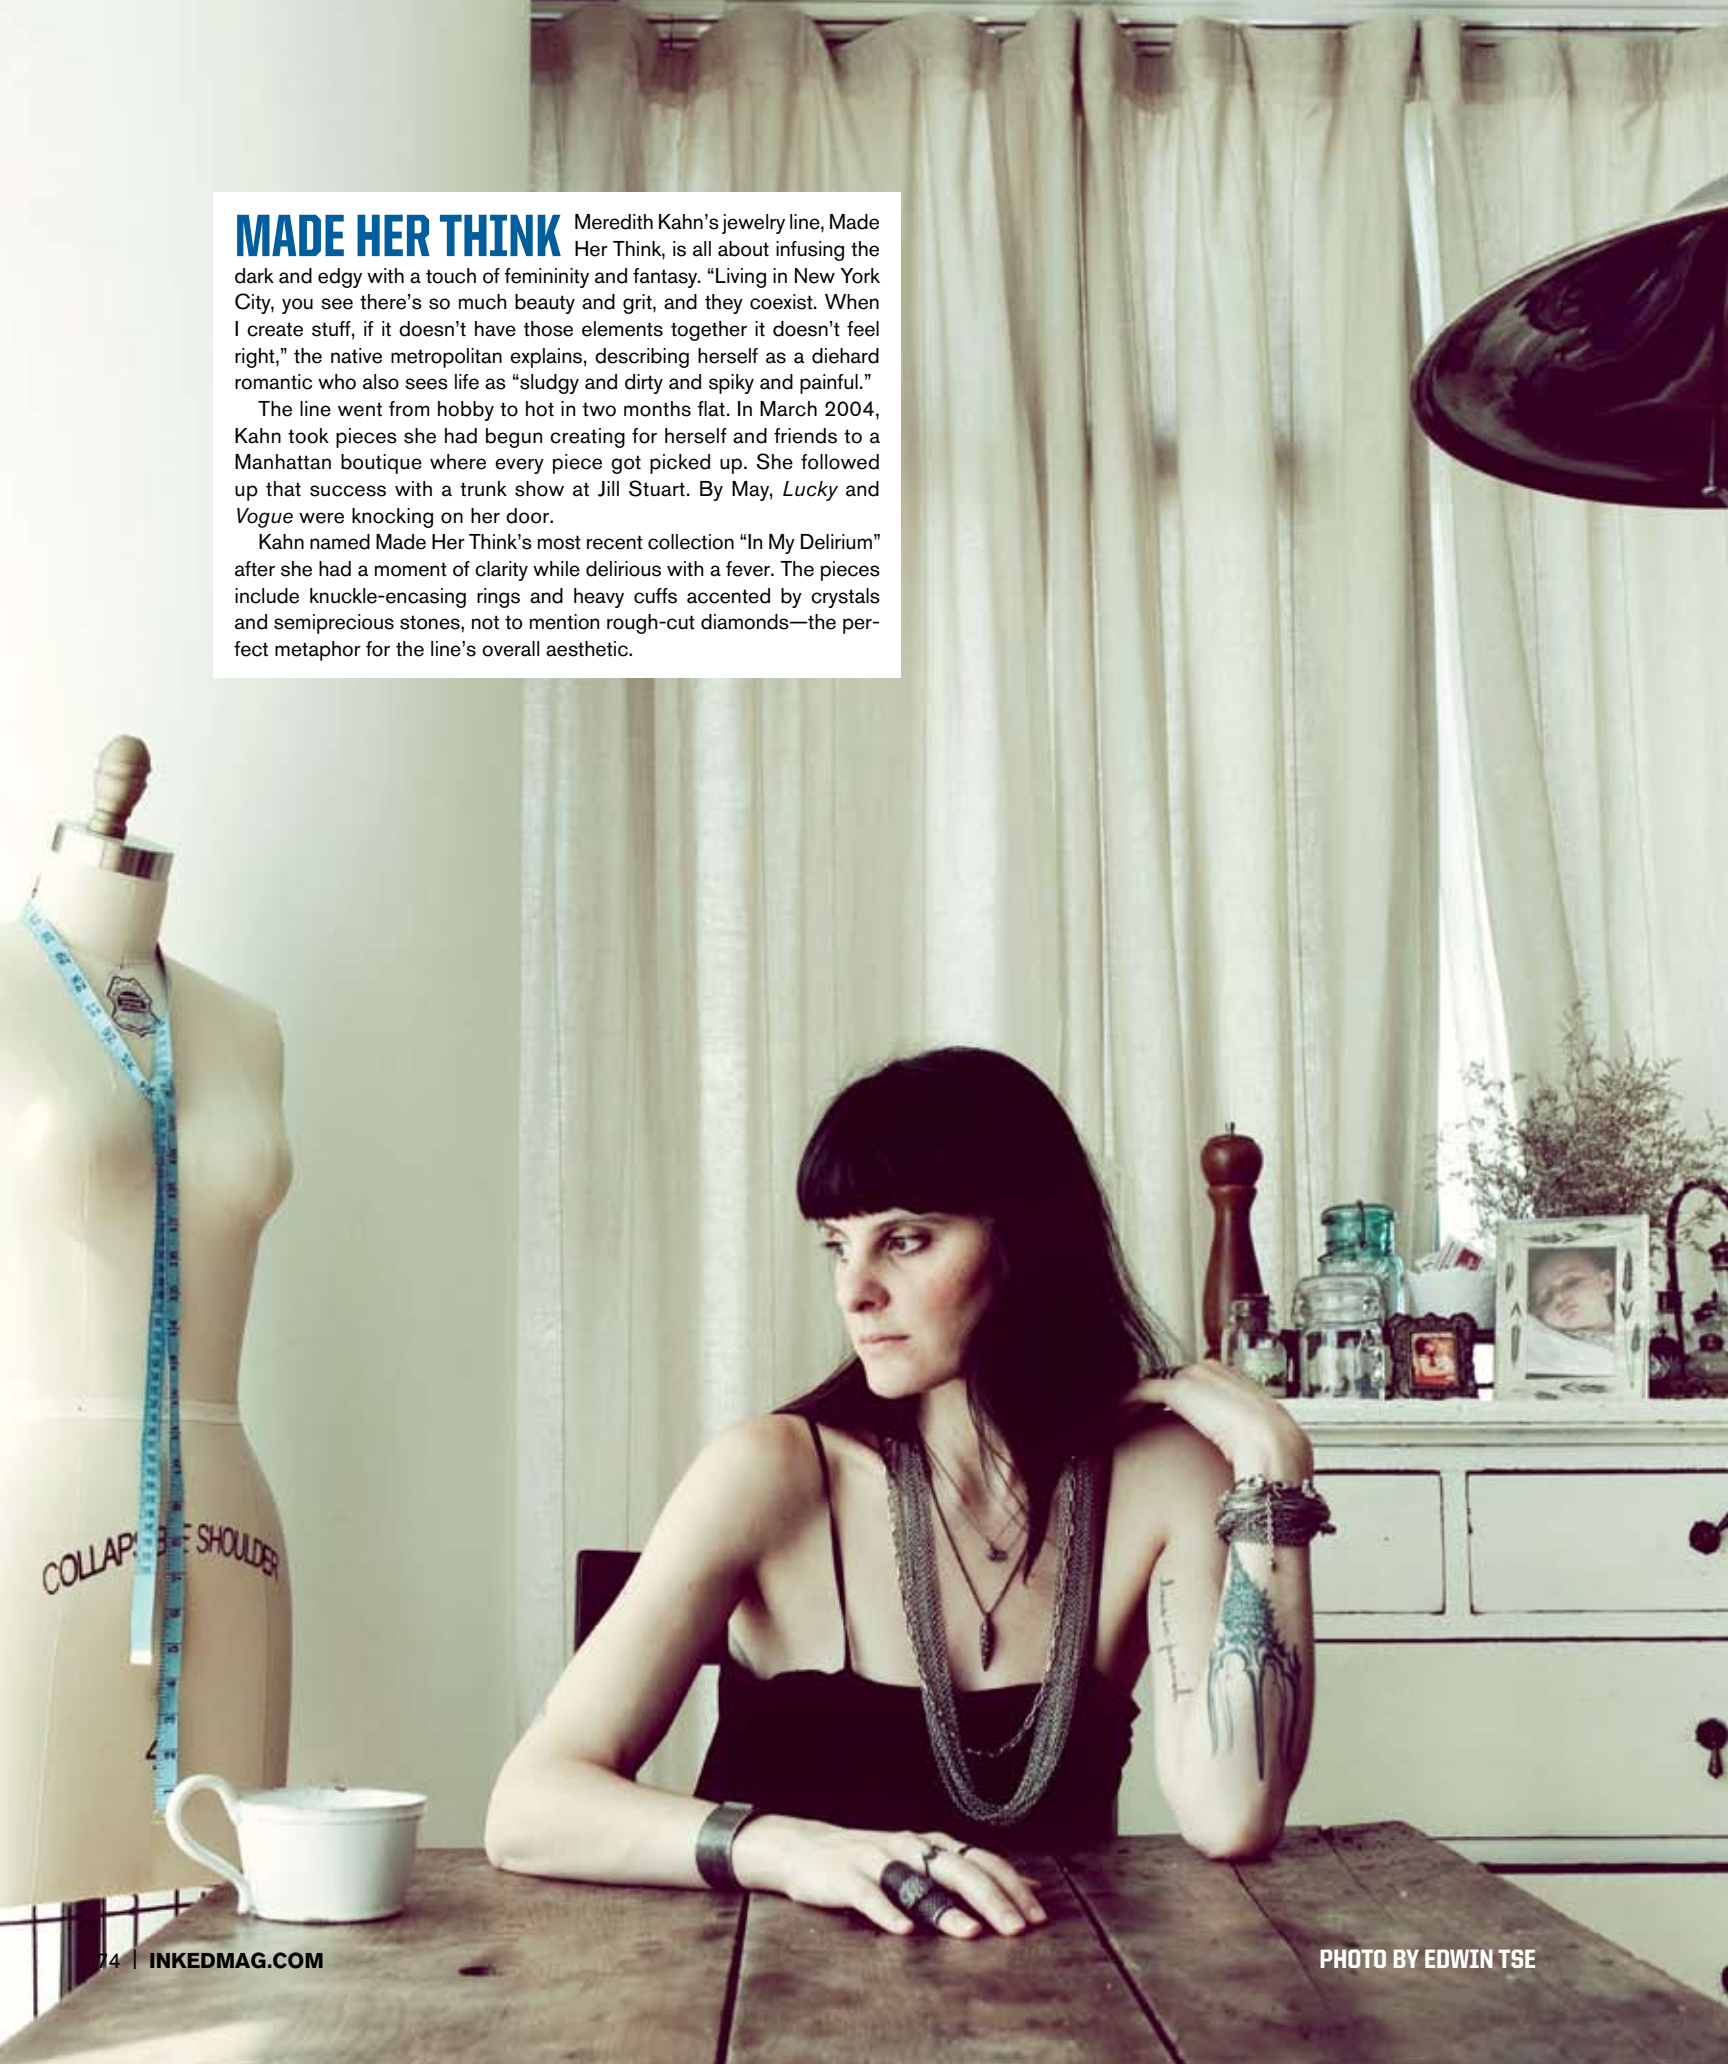 MADE HER THINK Meredith Kahn’s jewelry line, Made
Her Think, is all about infusing the
dark and edgy with a touch of femininity and fantasy. “Living in New York
City, you see there’s so much beauty and grit, and they coexist. When
I create stuff, if it doesn’t have those elements together it doesn’t feel
right,” the native metropolitan explains, describing herself as a diehard
romantic who also sees life as “sludgy and dirty and spiky and painful.”
The line went from hobby to hot in two months flat. In March 2004,
Kahn took pieces she had begun creating for herself and friends to a
Manhattan boutique where every piece got picked up. She followed
up that success with a trunk show at Jill Stuart. By May, Lucky and
Vogue were knocking on her door.
Kahn named Made Her Think’s most recent collection “In My Delirium”
after she had a moment of clarity while delirious with a fever. The pieces
include knuckle-encasing rings and heavy cuffs accented by crystals
and semiprecious stones, not to mention rough-cut diamonds—the per-
fect metaphor for the line’s overall aesthetic.
SHOULDER
74 | INKEDMAG.COM
PHOTO BY EDWIN TSE